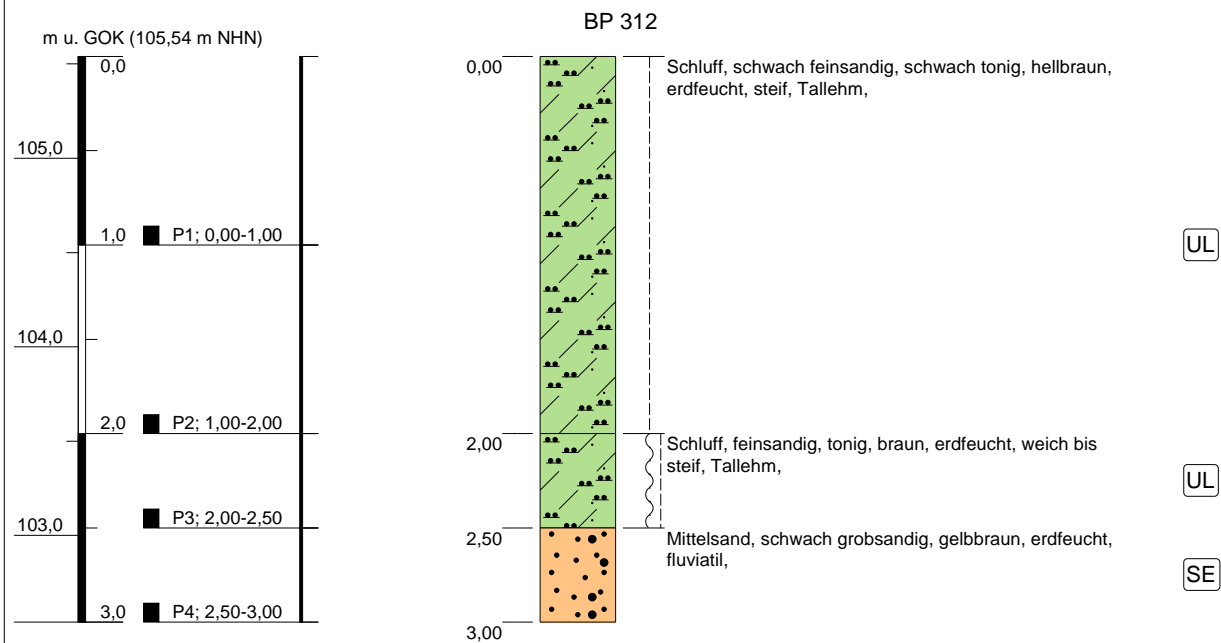 BP 312
m u. GOK (105,54 m NHN)
0,0
105,0
1,0
P1; 0,00-1,00
104,0
2,0
P2; 1,00-2,00
103,0
P3; 2,00-2,50
3,0
P4; 2,50-3,00
0,00
Schluff, schwach feinsandig, schwach tonig, hellbraun,
erdfeucht, steif, Tallehm,
UL
2,00
Schluff, feinsandig, tonig, braun, erdfeucht, weich bis
steif, Tallehm,
UL
2,50
Mittelsand, schwach grobsandig, gelbbraun, erdfeucht,
fluviatil,
SE
3,00